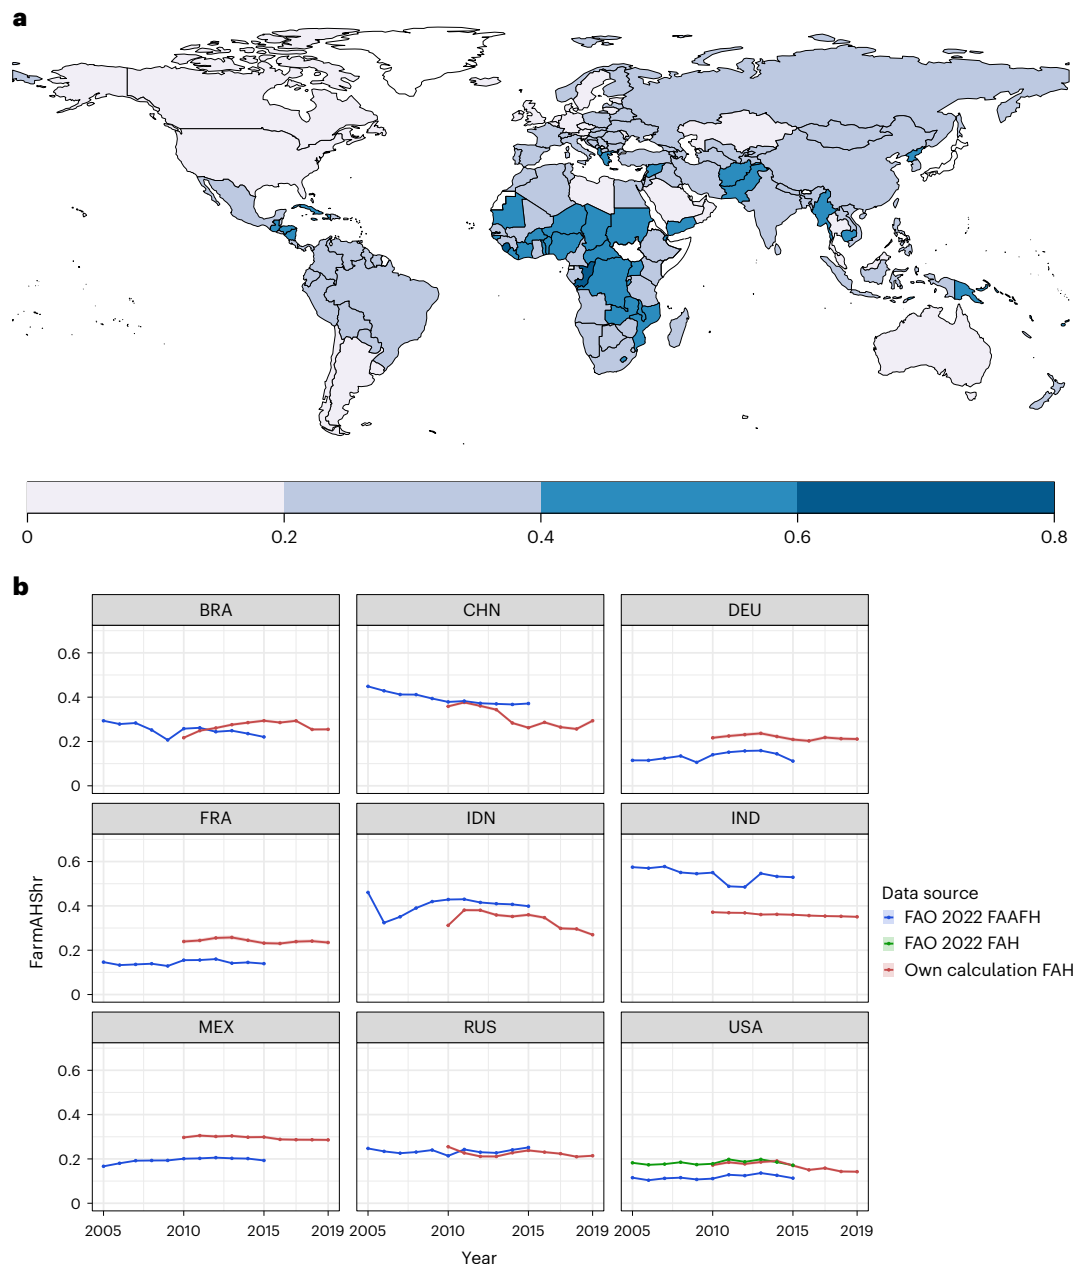 a
0 0.2 0.4 0.6 0.8
b
BRA CHN DEU
0.6
0.4
0.2
0
FRA IDN IND
0.6
0.4
0.2
0
MEX RUS USA
0.6
0.4
0.2
0
2005 2010 2015 2019 2005 2010 2015 2019 2005 2010 2015 2019
FarmAHShr
Year
Data source
FAO 2022 FAAFH
FAO 2022 FAH
Own calculation FAH